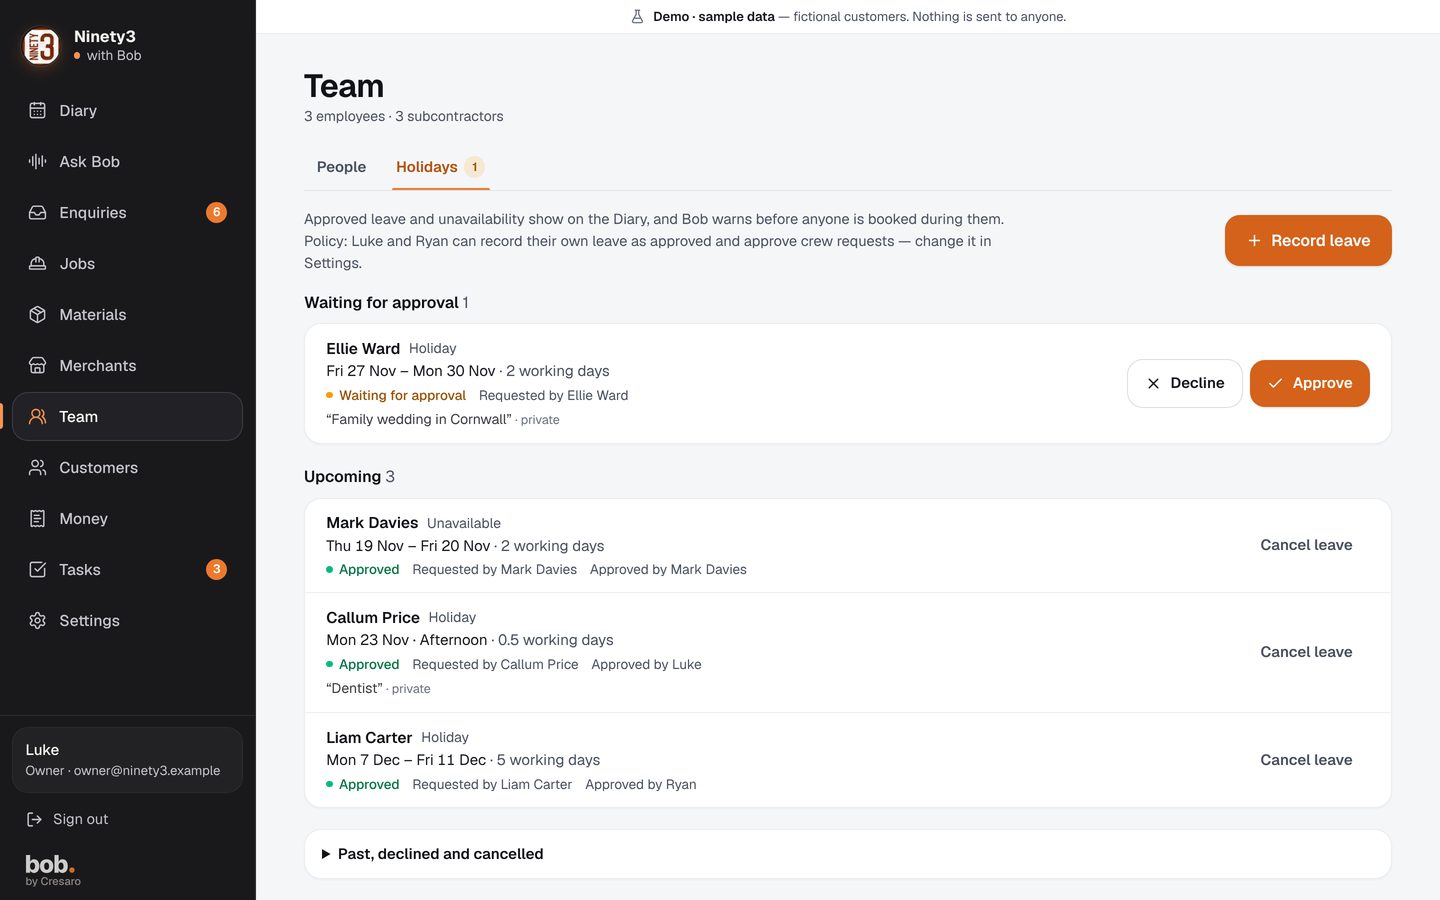 NINETY 3
Ninety3
with Bob
Diary
Ask Bob
Enquiries 6
Jobs
Materials
Merchants
Team
Customers
Money
Tasks 3
Settings
Luke
Owner · owner@ninety3.example
Sign out
bob.
by Cresaro
Demo · sample data — fictional customers. Nothing is sent to anyone.
Team
3 employees · 3 subcontractors
People Holidays 1
Approved leave and unavailability show on the Diary, and Bob warns before anyone is booked during them.
Policy: Luke and Ryan can record their own leave as approved and approve crew requests — change it in
Settings.
+ Record leave
Waiting for approval 1
Ellie Ward Holiday
Fri 27 Nov – Mon 30 Nov · 2 working days
Waiting for approval Requested by Ellie Ward
“Family wedding in Cornwall” · private
Decline Approve
Upcoming 3
Mark Davies Unavailable
Thu 19 Nov – Fri 20 Nov · 2 working days
Approved Requested by Mark Davies Approved by Mark Davies
Cancel leave
Callum Price Holiday
Mon 23 Nov · Afternoon · 0.5 working days
Approved Requested by Callum Price Approved by Luke
“Dentist” · private
Cancel leave
Liam Carter Holiday
Mon 7 Dec – Fri 11 Dec · 5 working days
Approved Requested by Liam Carter Approved by Ryan
Cancel leave
Past, declined and cancelled